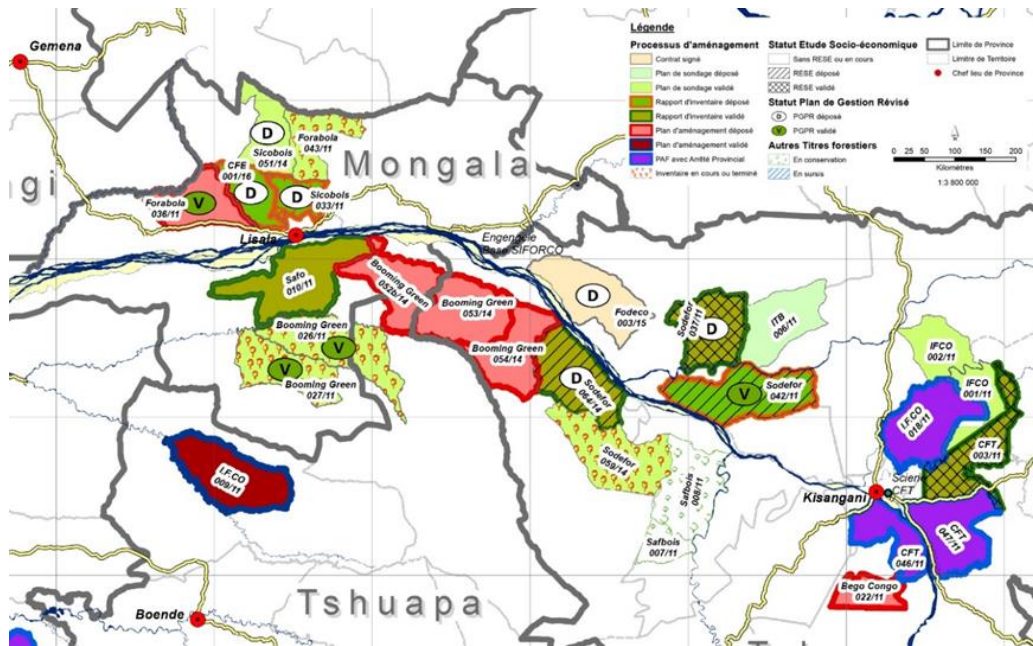 Légende
Processus d'aménagement
Contrat signé
Plan de sondage déposé
Plan de sondage validé
Rapport d'inventaire déposé
Rapport d'inventaire validé
Plan d'aménagement déposé
Plan d'aménagement validé
PAF avec Arrêté Provincial
Inventaire en cours ou terminé
Statut Etude Socio-économique
Sans RESE ou en cours
RESE déposé
RESE validé
Statut Plan de Gestion Révisé
D PGPR déposé
V PGPR validé
Autres Titres forestiers
En conservation
En sursis
Limite de Province
Limitre de Territoire
Chef lieu de Province
0 25 50 100 150 200
Kilomètres
1:3 800 000
Gemena
D
Sicobois
051/14
Forabola
043/11
Mongala
CFE
001/16
D
D
Sicobois
033/11
Forabola
036/11
V
Lisala
Engengele
Base SIFORCO
Safo
010/11
Booming Green
052b/14
Booming Green
053/14
Booming Green
054/14
D
Fodeco
003/15
Sodefor
037/11
D
ITB
006/11
Booming Green
026/11
V
V
Booming Green
027/11
D
Sodefor
064/14
V
Sodefor
042/11
IFCO
002/11
IFCO
001/11
I.F.CO
018/11
CFT
003/11
I.F.CO
009/11
Sodefor
059/14
Safbois
008/11
Safbois
007/11
Kisangani
CFT
CFT
047/11
CFT
046/11
Bego Congo
022/11
Boende
Tshuapa